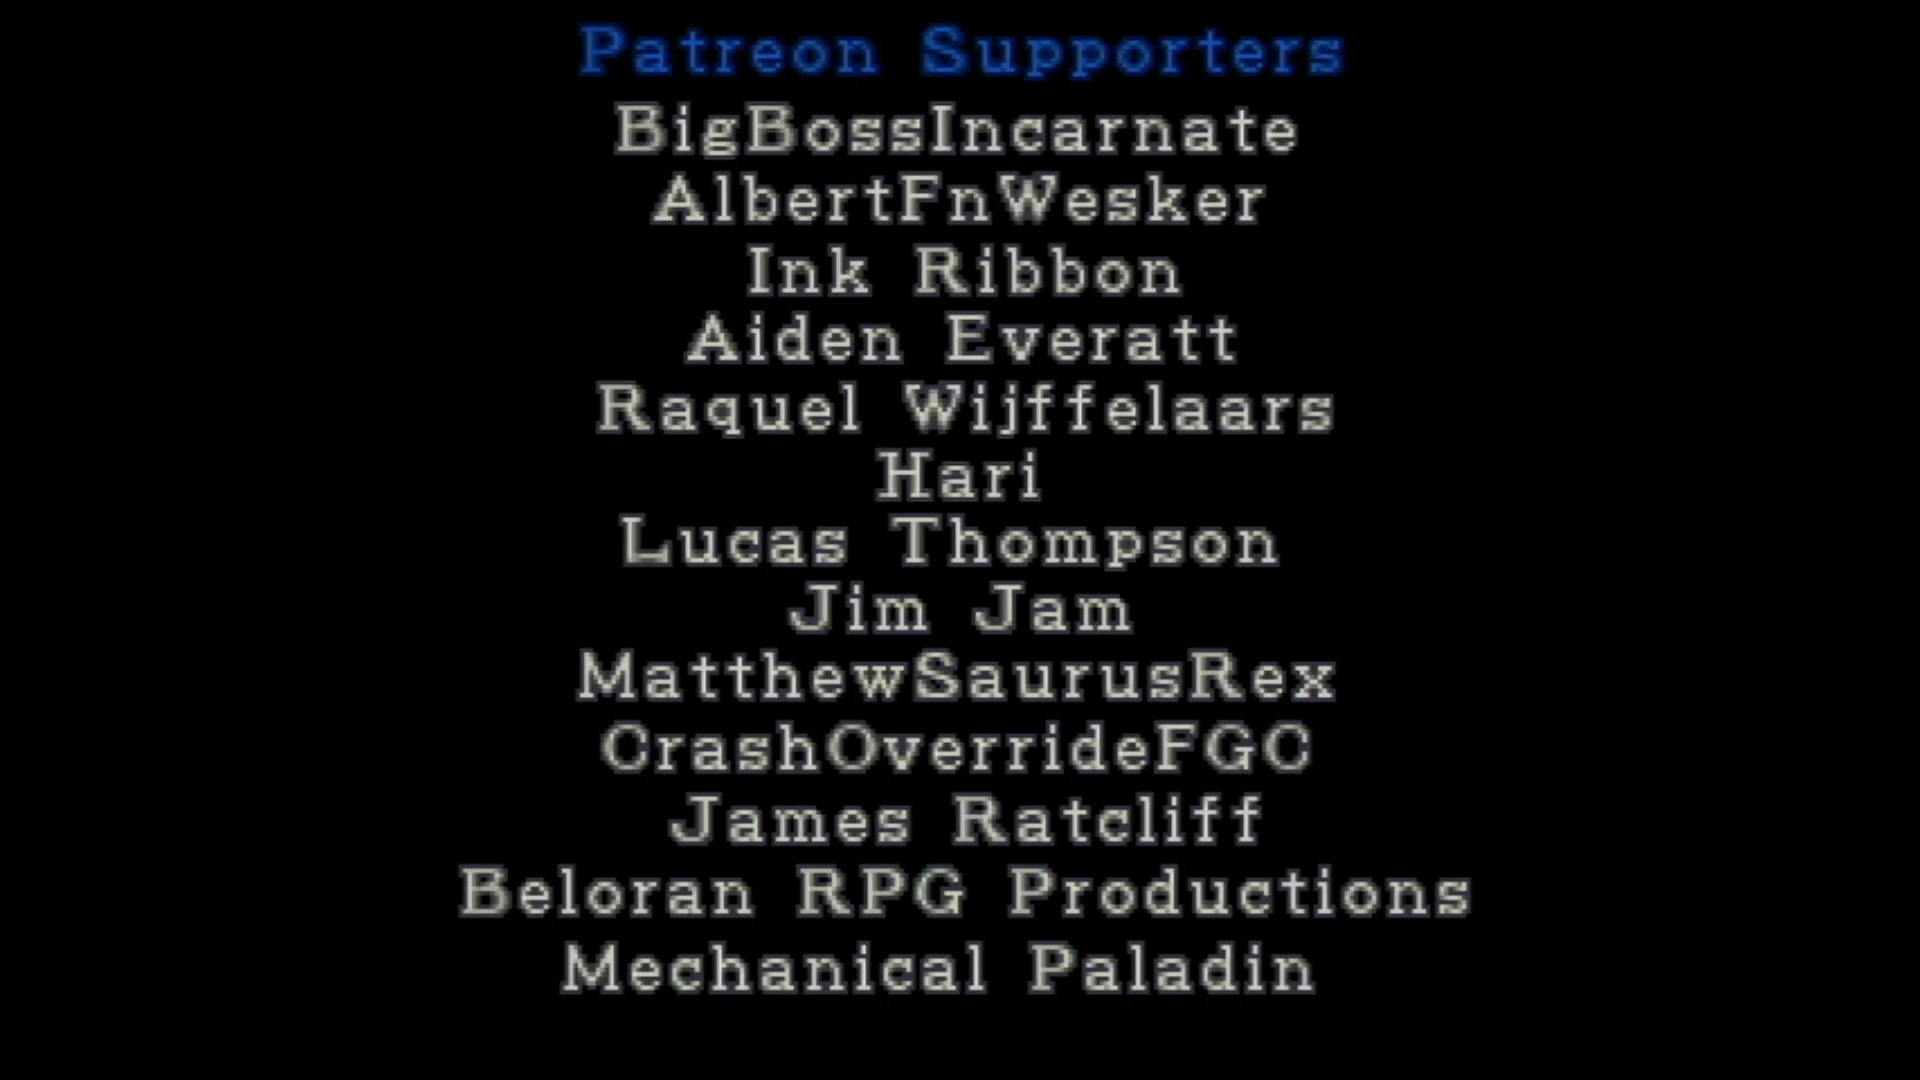 Patreon Supporters
BigBossIncarnate
AlbertFnWesker
Ink Ribbon
Aiden Everatt
Raquel Wijffelaars
Hari
Lucas Thompson
Jim Jam
MatthewSaurusRex
CrashOverrideFGC
James Ratcliff
Beloran RPG Productions
Mechanical Paladin